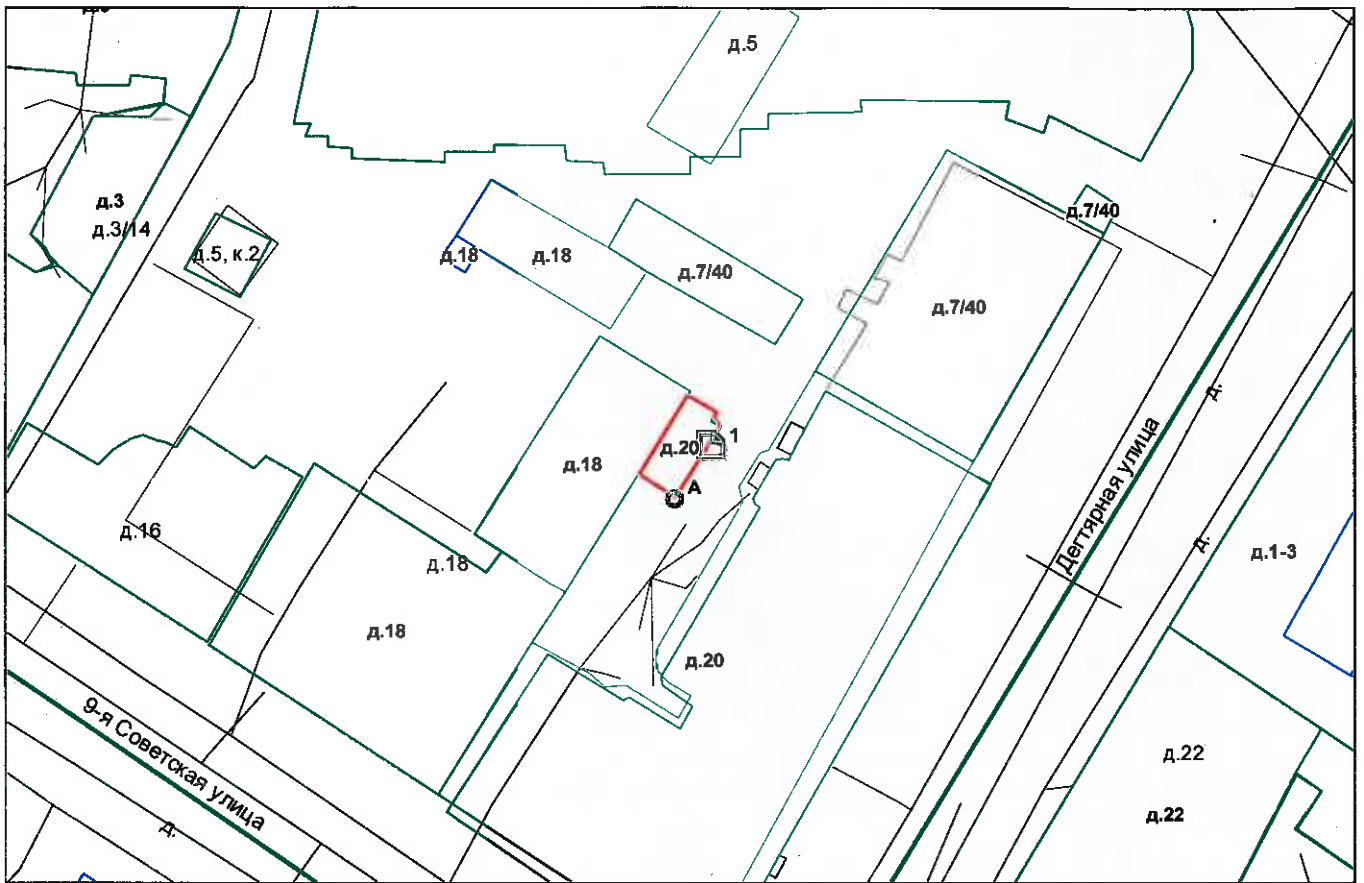 д.5
д.3
д.3/14
д.5, к.2
д.18
д.18
д.7/40
д.7/40
д.7/40
д.20
1
А
д.18
д.16
д.18
д.18
д.20
Дегтярная улица
д.
д.
д.1-3
9-я Советская улица
д.
д.22
д.22